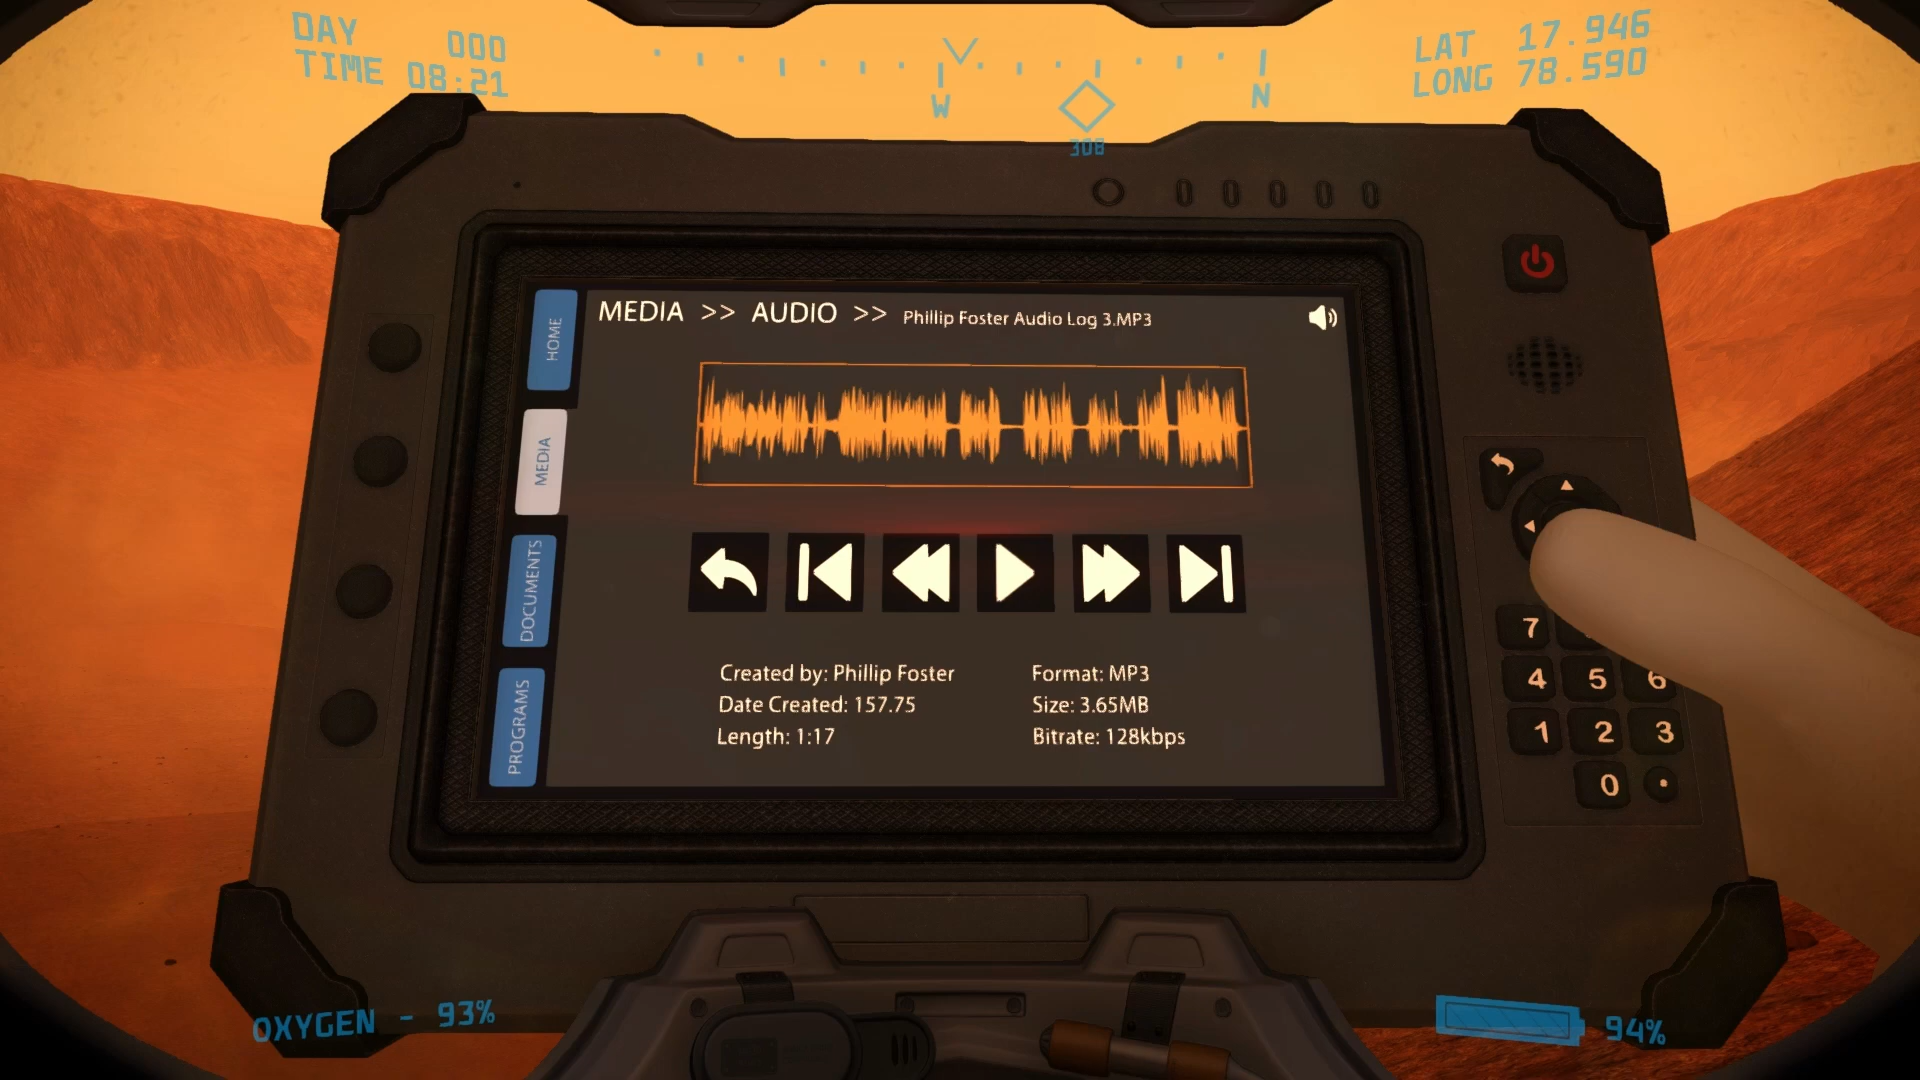 DAY 000
TIME 08:21
W
N
308
LAT 17.946
LONG 78.590
MEDIA >> AUDIO >> Phillip Foster Audio Log 3.MP3
HOME
MEDIA
DOCUMENTS
PROGRAMS
Created by: Phillip Foster
Date Created: 157.75
Length: 1:17
Format: MP3
Size: 3.65MB
Bitrate: 128kbps
7
4 5 6
1 2 3
0 .
OXYGEN - 93%
94%